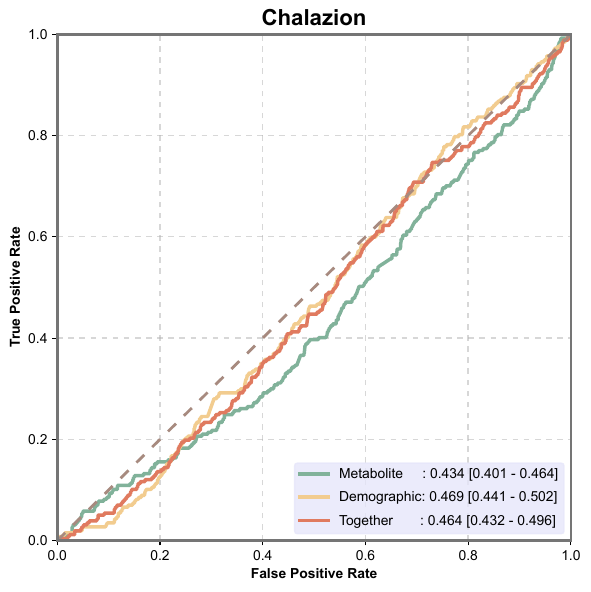 Chalazion
1.0
0.8
0.6
0.4
0.2
0.0
True Positive Rate
Metabolite : 0.434 [0.401 - 0.464]
Demographic: 0.469 [0.441 - 0.502]
Together : 0.464 [0.432 - 0.496]
0.0 0.2 0.4 0.6 0.8 1.0
False Positive Rate